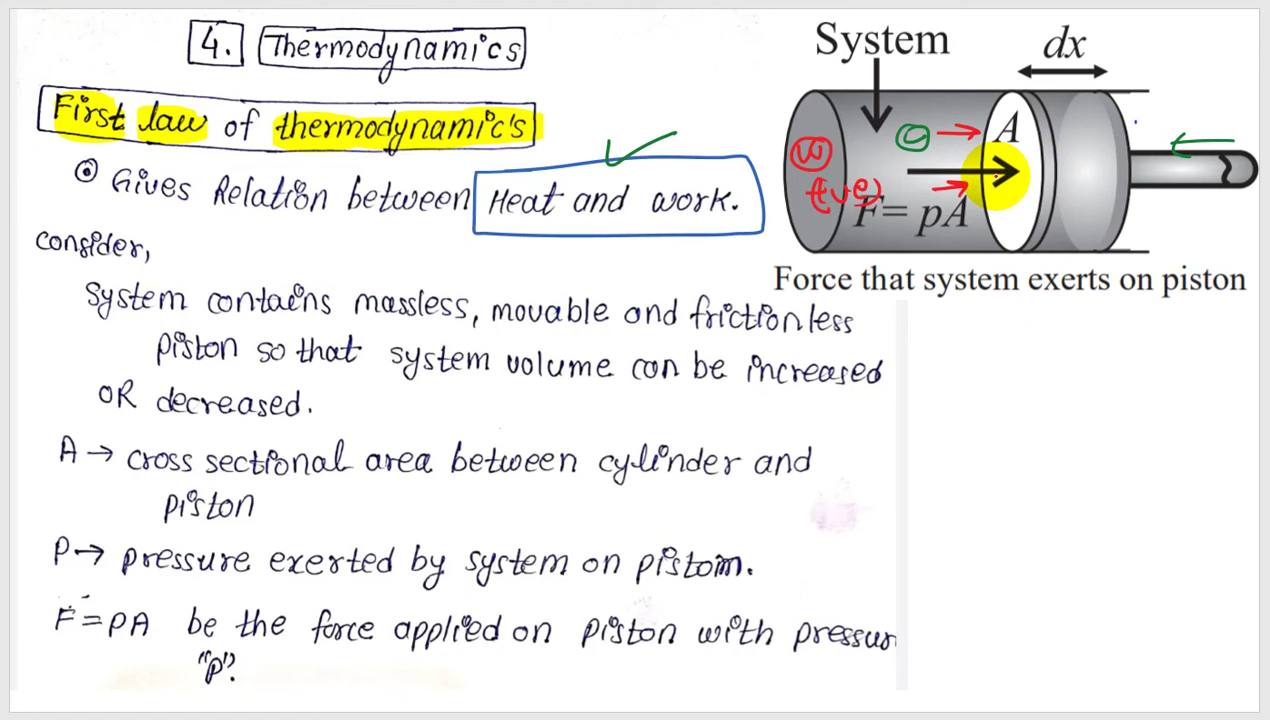 4. Thermodynamics
First law of thermodynamic's
Gives Relation between Heat and work.
consider,
System contains massless, movable and frictionless
piston so that system volume can be increased
OR decreased.
A → cross sectional area between cylinder and
piston
P → pressure exerted by system on pistom.
F = PA be the force applied on piston with pressur
"p".
System
dx
A
W
(+ve)
F = pA
Force that system exerts on piston